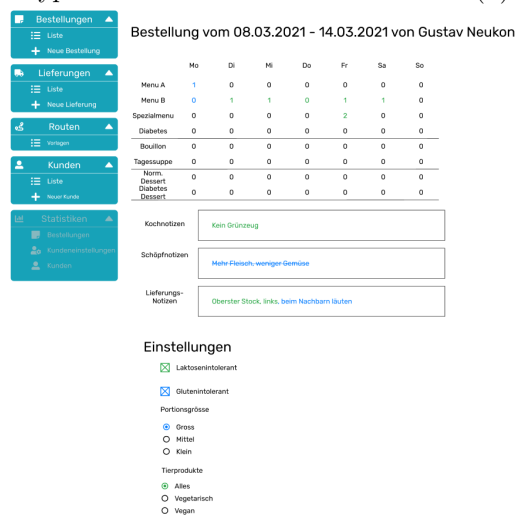 Bestellungen
Liste
Neue Bestellung
Lieferungen
Liste
Neue Lieferung
Routen
Vorlagen
Kunden
Liste
Neuer Kunde
Statistiken
Bestellungen
Kundeneinstellungen
Kunden
Bestellung vom 08.03.2021 - 14.03.2021 von Gustav Neukon
Mo Di Mi Do Fr Sa So
Menu A 1 0 0 0 0 0 0
Menu B 0 1 1 0 1 1 0
Spezialmenu 0 0 0 0 2 0 0
Diabetes 0 0 0 0 0 0 0
Bouillon 0 0 0 0 0 0 0
Tagessuppe 0 0 0 0 0 0 0
Norm. Dessert 0 0 0 0 0 0 0
Diabetes Dessert 0 0 0 0 0 0 0
Kochnotizen
Kein Grünzeug
Schöpfnotizen
Mehr Fleisch, weniger Gemüse
Lieferungs-
Notizen
Oberster Stock, links, beim Nachbarn läuten
Einstellungen
Laktosenintolerant
Glutenintolerant
Portionsgrösse
Gross
Mittel
Klein
Tierprodukte
Alles
Vegetarisch
Vegan